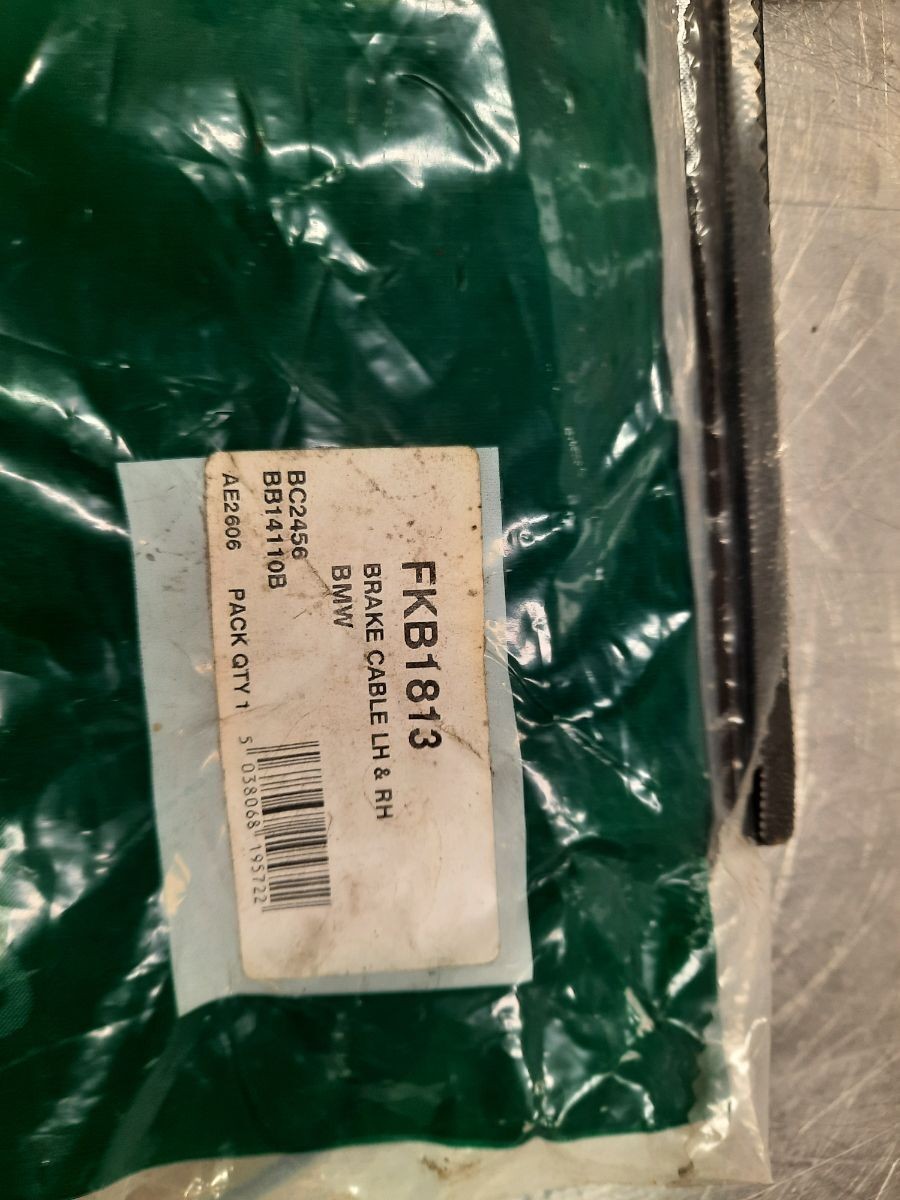 FKB1813
BRAKE CABLE LH & RH
BMW
BC2456
BB14110B
AE2606 PACK QTY 1
5 038068 195722